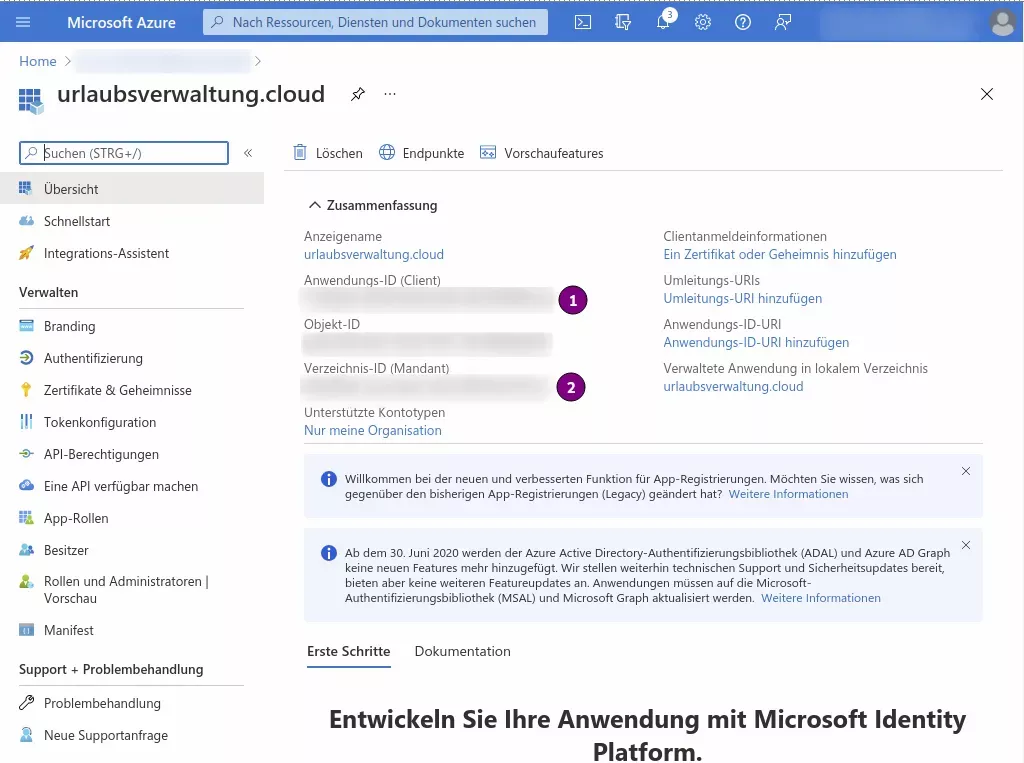 Microsoft Azure
Nach Ressourcen, Diensten und Dokumenten suchen
3
Home
urlaubsverwaltung.cloud
Suchen (STRG+/)
Löschen
Endpunkte
Vorschaufeatures
Übersicht
Schnellstart
Integrations-Assistent
Verwalten
Branding
Authentifizierung
Zertifikate & Geheimnisse
Tokenkonfiguration
API-Berechtigungen
Eine API verfügbar machen
App-Rollen
Besitzer
Rollen und Administratoren |
Vorschau
Manifest
Support + Problembehandlung
Problembehandlung
Neue Supportanfrage
Zusammenfassung
Anzeigename
urlaubsverwaltung.cloud
Anwendungs-ID (Client)
1
Objekt-ID
Verzeichnis-ID (Mandant)
2
Unterstützte Kontotypen
Nur meine Organisation
Clientanmeldeinformationen
Ein Zertifikat oder Geheimnis hinzufügen
Umleitungs-URIs
Umleitungs-URI hinzufügen
Anwendungs-ID-URI
Anwendungs-ID-URI hinzufügen
Verwaltete Anwendung in lokalem Verzeichnis
urlaubsverwaltung.cloud
Willkommen bei der neuen und verbesserten Funktion für App-Registrierungen. Möchten Sie wissen, was sich
gegenüber den bisherigen App-Registrierungen (Legacy) geändert hat? Weitere Informationen
Ab dem 30. Juni 2020 werden der Azure Active Directory-Authentifizierungsbibliothek (ADAL) und Azure AD Graph
keine neuen Features mehr hinzugefügt. Wir stellen weiterhin technischen Support und Sicherheitsupdates bereit,
bieten aber keine weiteren Featureupdates an. Anwendungen müssen auf die Microsoft-
Authentifizierungsbibliothek (MSAL) und Microsoft Graph aktualisiert werden. Weitere Informationen
Erste Schritte
Dokumentation
Entwickeln Sie Ihre Anwendung mit Microsoft Identity
Platform.